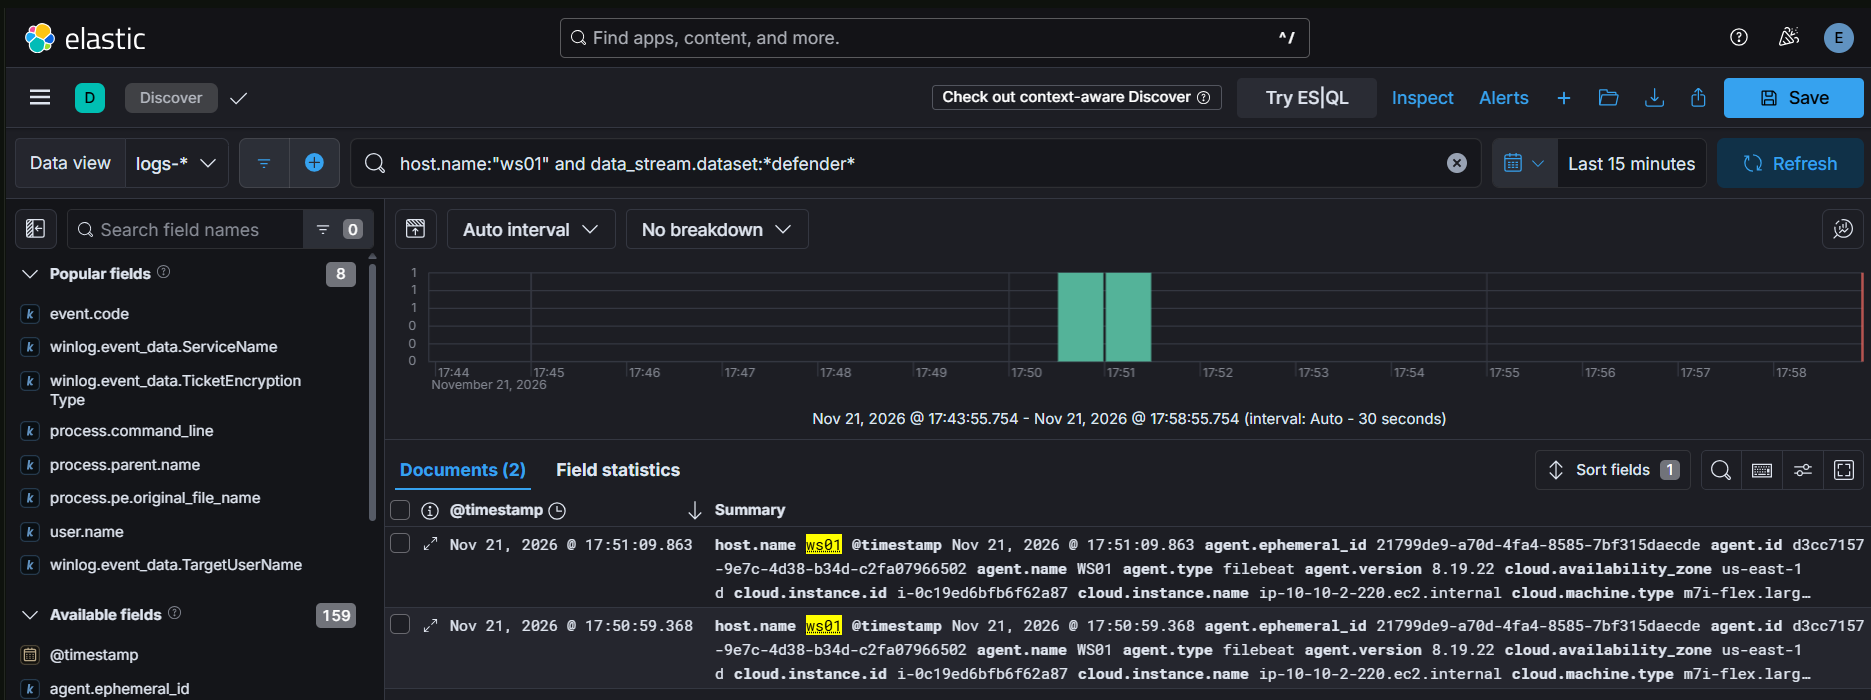 elastic
Find apps, content, and more.
^/
E
D
Discover
Check out context-aware Discover
Try ES|QL
Inspect
Alerts
Save
Data view
logs-*
host.name:"ws01" and data_stream.dataset:*defender*
Last 15 minutes
Refresh
Search field names
0
Auto interval
No breakdown
Popular fields
8
k event.code
k winlog.event_data.ServiceName
k winlog.event_data.TicketEncryption
Type
k process.command_line
k process.parent.name
k process.pe.original_file_name
k user.name
k winlog.event_data.TargetUserName
Available fields
159
@timestamp
k agent.ephemeral_id
1
1
1
0
0
0
17:44
17:45
17:46
17:47
17:48
17:49
17:50
17:51
17:52
17:53
17:54
17:55
17:56
17:57
17:58
November 21, 2026
Nov 21, 2026 @ 17:43:55.754 - Nov 21, 2026 @ 17:58:55.754 (interval: Auto - 30 seconds)
Documents (2)
Field statistics
Sort fields 1
@timestamp
Summary
Nov 21, 2026 @ 17:51:09.863
host.name ws01 @timestamp Nov 21, 2026 @ 17:51:09.863 agent.ephemeral_id 21799de9-a70d-4fa4-8585-7bf315daecde agent.id d3cc7157
-9e7c-4d38-b34d-c2fa07966502 agent.name WS01 agent.type filebeat agent.version 8.19.22 cloud.availability_zone us-east-1
d cloud.instance.id i-0c19ed6bfb6f62a87 cloud.instance.name ip-10-10-2-220.ec2.internal cloud.machine.type m7i-flex.larg…
Nov 21, 2026 @ 17:50:59.368
host.name ws01 @timestamp Nov 21, 2026 @ 17:50:59.368 agent.ephemeral_id 21799de9-a70d-4fa4-8585-7bf315daecde agent.id d3cc7157
-9e7c-4d38-b34d-c2fa07966502 agent.name WS01 agent.type filebeat agent.version 8.19.22 cloud.availability_zone us-east-1
d cloud.instance.id i-0c19ed6bfb6f62a87 cloud.instance.name ip-10-10-2-220.ec2.internal cloud.machine.type m7i-flex.larg…